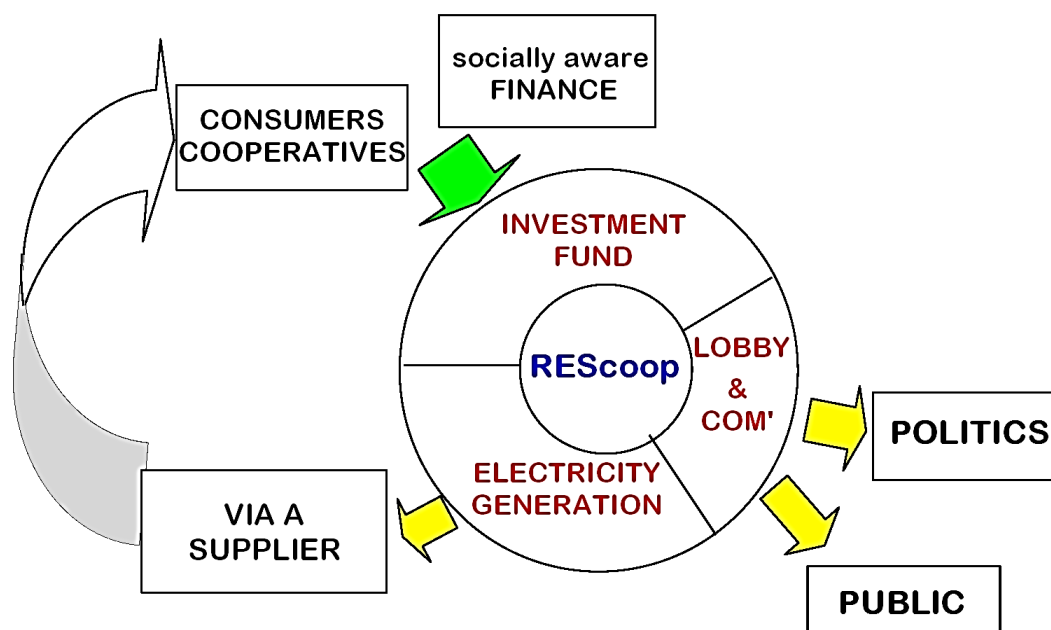 socially aware
FINANCE
CONSUMERS
COOPERATIVES
INVESTMENT
FUND
REScoop
LOBBY
&
COM'
ELECTRICITY
GENERATION
POLITICS
VIA A
SUPPLIER
PUBLIC